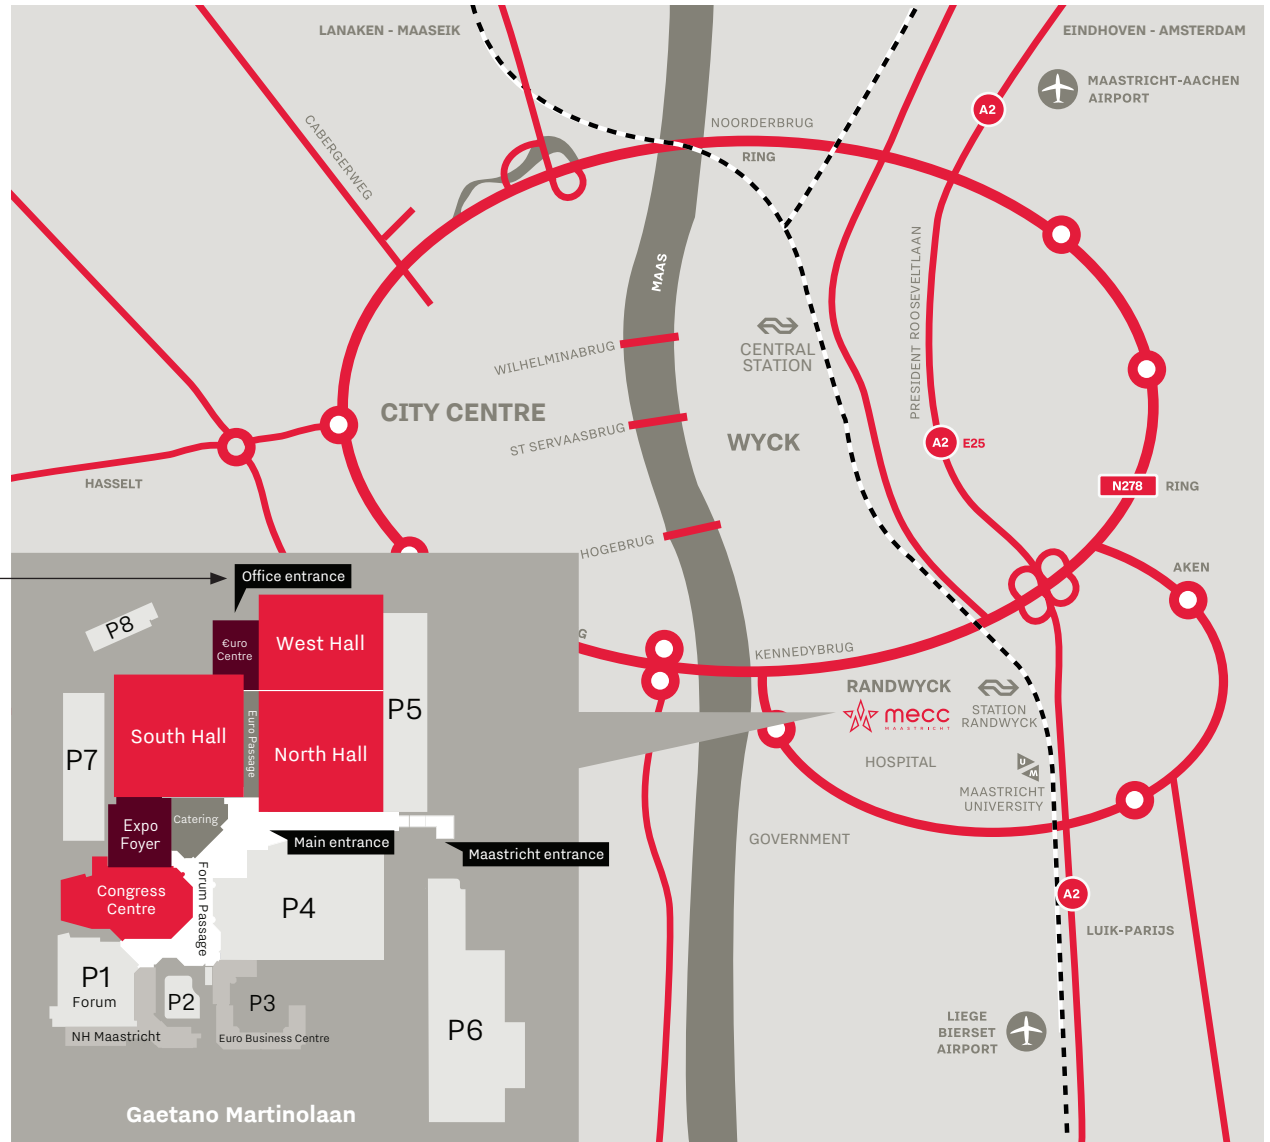 LANAKEN - MAASEIK
EINDHOVEN - AMSTERDAM
MAASTRICHT-AACHEN
AIRPORT
A2
CABERGERWEG
NOORDERBRUG
RING
MAAS
PRESIDENT ROOSEVELTLAAN
WILHELMINABRUG
CENTRAL
STATION
CITY CENTRE
ST SERVAASBRUG
WYCK
A2
E25
HASSELT
N278
RING
HOGEBRUG
AKEN
KENNEDYBRUG
RANDWYCK
mecc
MAASTRICHT
STATION
RANDWYCK
HOSPITAL
UM
MAASTRICHT
UNIVERSITY
GOVERNMENT
A2
LUIK-PARIJS
LIEGE
BIERSET
AIRPORT
G
Office entrance
P8
€uro
Centre
West Hall
P5
South Hall
Euro Passage
North Hall
P7
Expo
Foyer
Catering
Main entrance
Maastricht entrance
Congress
Centre
Forum Passage
P4
P1
Forum
P2
P3
P6
NH Maastricht
Euro Business Centre
Gaetano Martinolaan